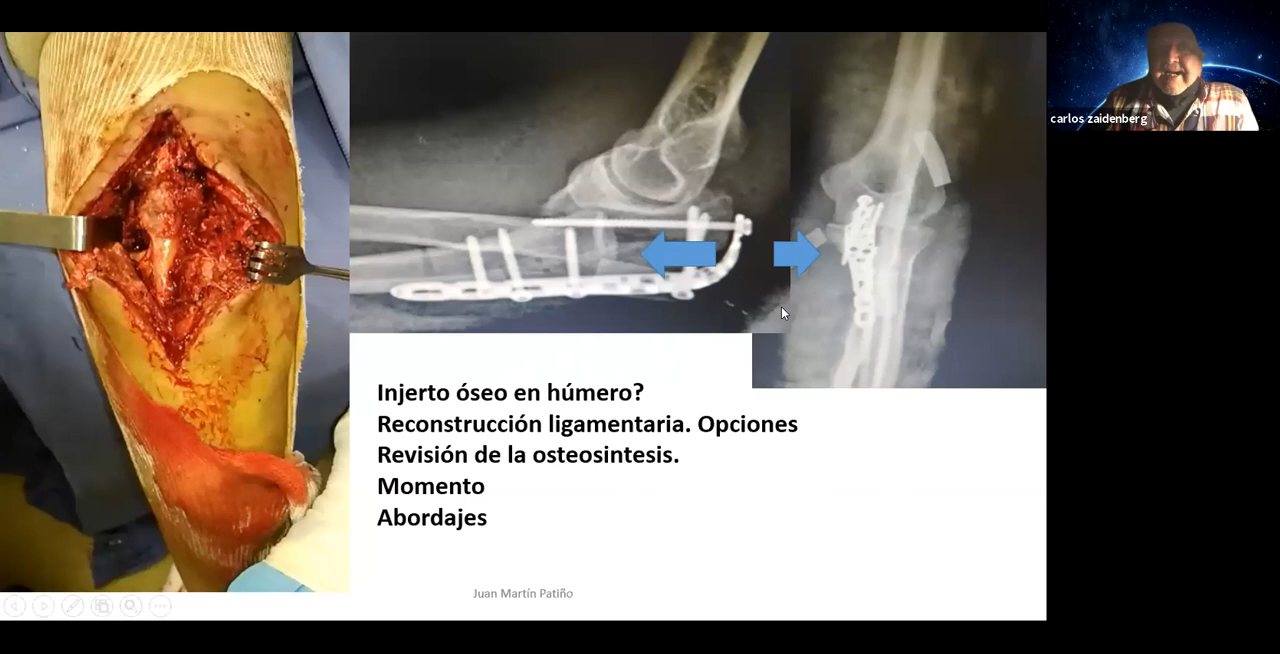 carlos zaidenberg
Injerto óseo en húmero?
Reconstrucción ligamentaria. Opciones
Revisión de la osteosintesis.
Momento
Abordajes
Juan Martín Patiño